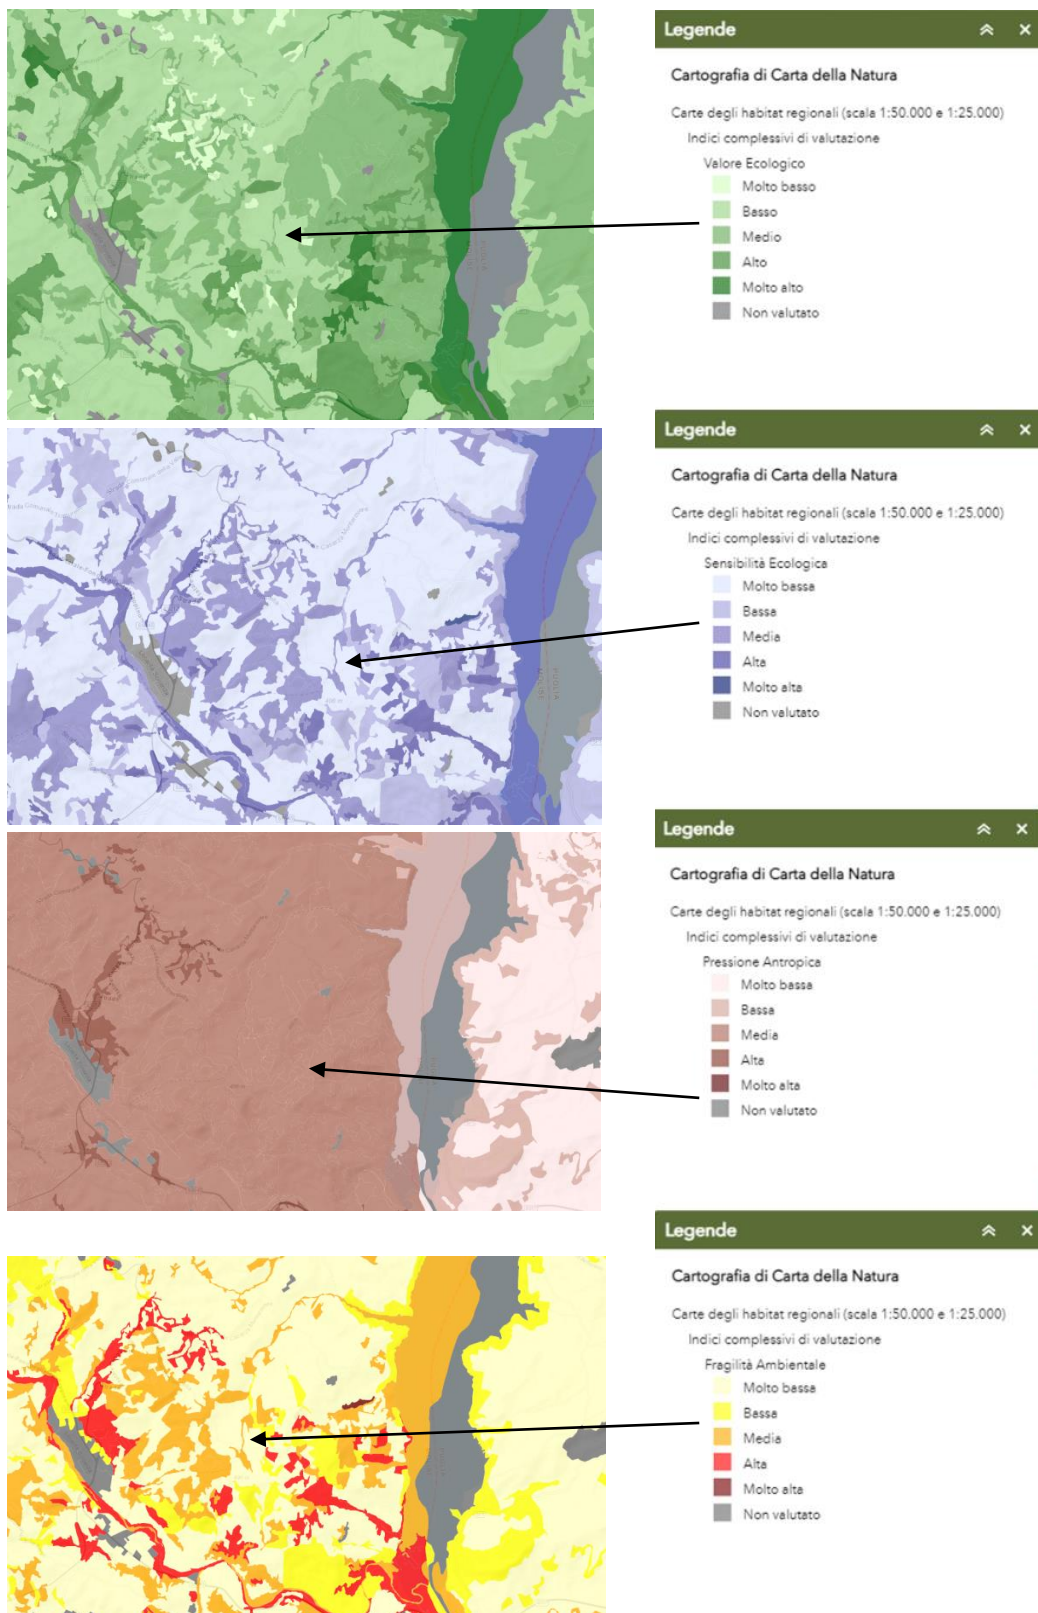 Legende
Cartografia di Carta della Natura
Carte degli habitat regionali (scala 1:50.000 e 1:25.000)
Indici complessivi di valutazione
Valore Ecologico
Molto basso
Basso
Medio
Alto
Molto alto
Non valutato
Legende
Cartografia di Carta della Natura
Carte degli habitat regionali (scala 1:50.000 e 1:25.000)
Indici complessivi di valutazione
Sensibilità Ecologica
Molto bassa
Bassa
Media
Alta
Molto alta
Non valutato
Legende
Cartografia di Carta della Natura
Carte degli habitat regionali (scala 1:50.000 e 1:25.000)
Indici complessivi di valutazione
Pressione Antropica
Molto bassa
Bassa
Media
Alta
Molto alta
Non valutato
Legende
Cartografia di Carta della Natura
Carte degli habitat regionali (scala 1:50.000 e 1:25.000)
Indici complessivi di valutazione
Fragilità Ambientale
Molto bassa
Bassa
Media
Alta
Molto alta
Non valutato